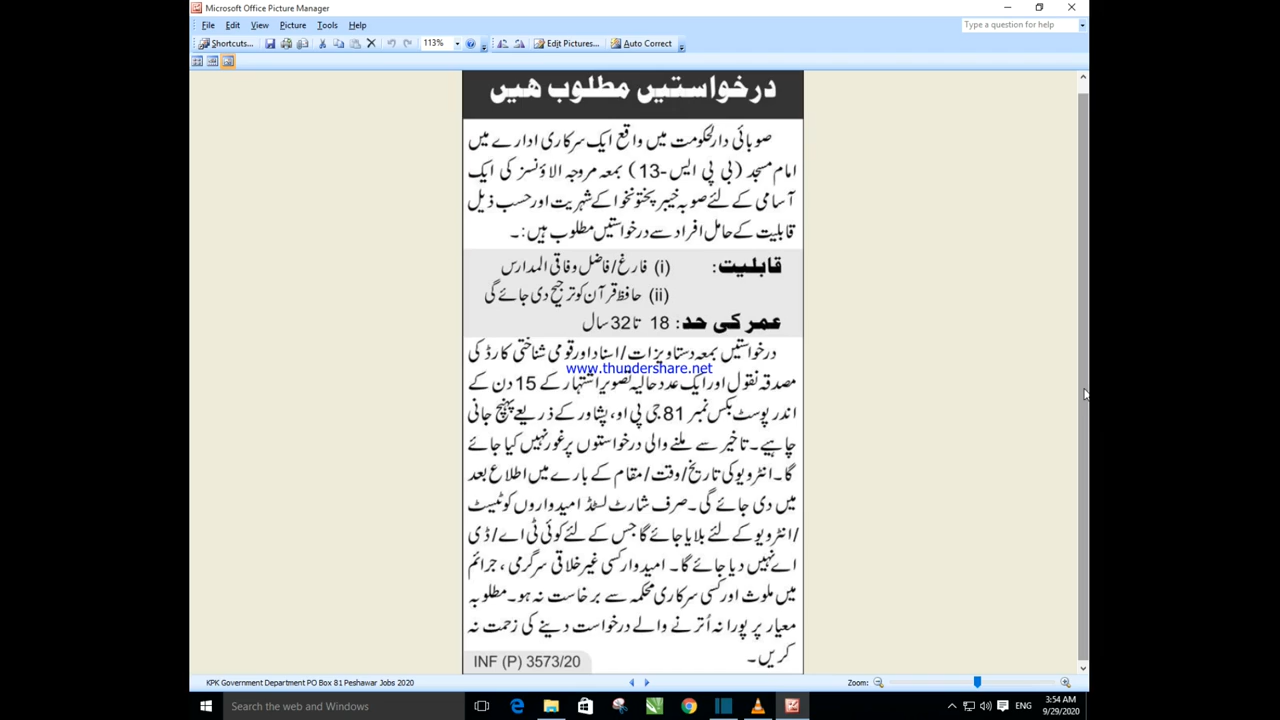 Microsoft Office Picture Manager
File Edit View Picture Tools Help
Type a question for help
Shortcuts... 113% Edit Pictures... Auto Correct
درخواستیں مطلوب ھیں
صوبائی دارلحکومت میں واقع ایک سرکاری ادارے میں
امام مسجد (بی پی ایس-13) بمعہ مروجہ الاؤنسز کی ایک
آسامی کے لئے صوبہ خیبر پختونخوا کے شہریت اور حسب ذیل
قابلیت کے حامل افراد سے درخواستیں مطلوب ہیں:۔
قابلیت: (i) فارغ/فاضل وفاقی المدارس
(ii) حافظ قرآن کو ترجیح دی جائے گی
عمر کی حد: 18 تا 32 سال
درخواستیں بمعہ دستاویزات/اسناد اور قومی شناختی کارڈ کی
www.thundershare.net
مصدقہ نقول اور ایک عدد حالیہ تصویر اشتہار کے 15 دن کے
اندر پوسٹ بکس نمبر 81 جی پی او، پشاور کے ذریعے پہنچ جانی
چاہیے۔ تاخیر سے ملنے والی درخواستوں پر غور نہیں کیا جائے
گا۔ انٹرویو کی تاریخ/وقت/مقام کے بارے میں اطلاع بعد
میں دی جائے گی۔ صرف شارٹ لسٹڈ امیدواروں کو ٹیسٹ
/انٹرویو کے لئے بلایا جائے گا جس کے لئے کوئی ٹی اے/ڈی
اے نہیں دیا جائے گا۔ امیدوار کسی غیر خلاقی سرگرمی، جرائم
میں ملوث اور کسی سرکاری محکمہ سے برخاست نہ ہو۔ مطلوبہ
معیار پر پورا نہ اُترنے والے درخواست دینے کی زحمت نہ
کریں۔
INF (P) 3573/20
KPK Government Department PO Box 81 Peshawar Jobs 2020
Zoom:
Search the web and Windows
ENG
3:54 AM
9/29/2020